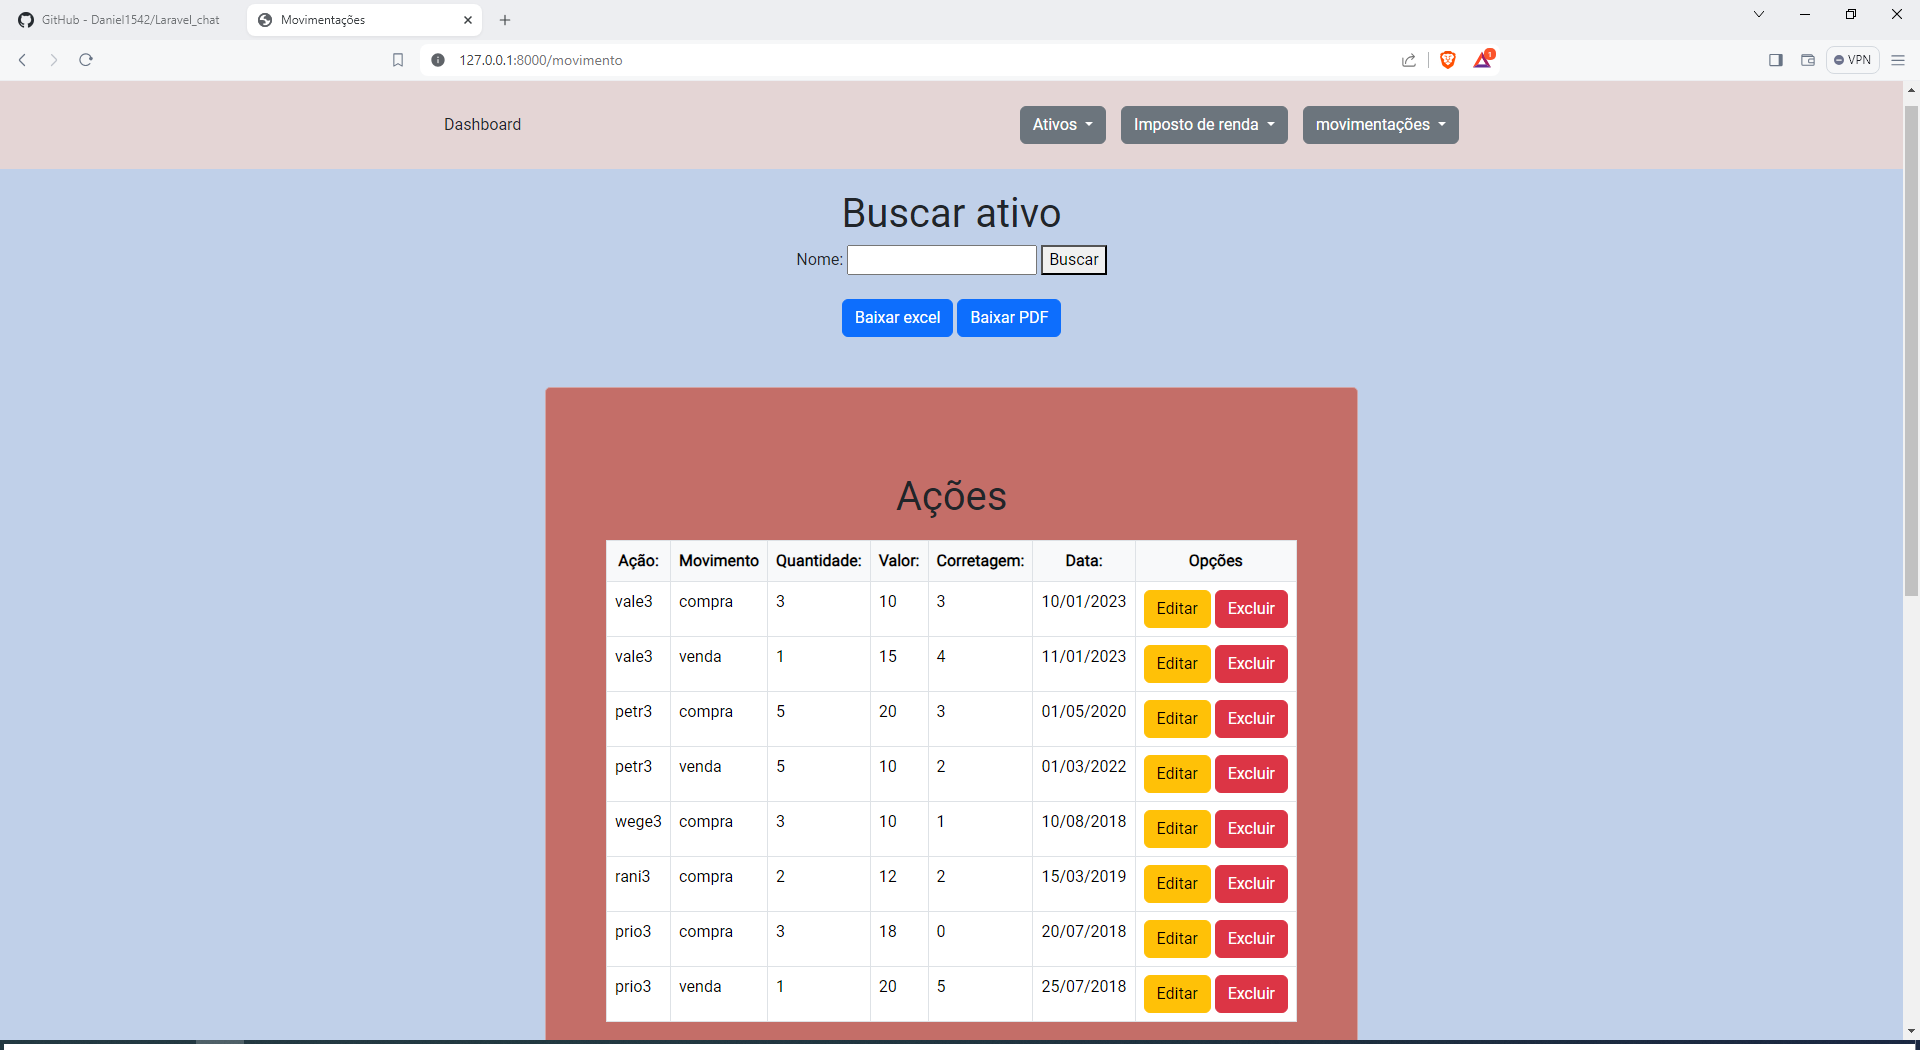 GitHub - Daniel1542/Laravel_chat
Movimentações
127.0.0.1:8000/movimento
1
VPN
Dashboard
Ativos
Imposto de renda
movimentações
Buscar ativo
Nome:
Buscar
Baixar excel
Baixar PDF
Ações
Ação: Movimento Quantidade: Valor: Corretagem: Data: Opções
vale3 compra 3 10 3 10/01/2023 Editar Excluir
vale3 venda 1 15 4 11/01/2023 Editar Excluir
petr3 compra 5 20 3 01/05/2020 Editar Excluir
petr3 venda 5 10 2 01/03/2022 Editar Excluir
wege3 compra 3 10 1 10/08/2018 Editar Excluir
rani3 compra 2 12 2 15/03/2019 Editar Excluir
prio3 compra 3 18 0 20/07/2018 Editar Excluir
prio3 venda 1 20 5 25/07/2018 Editar Excluir